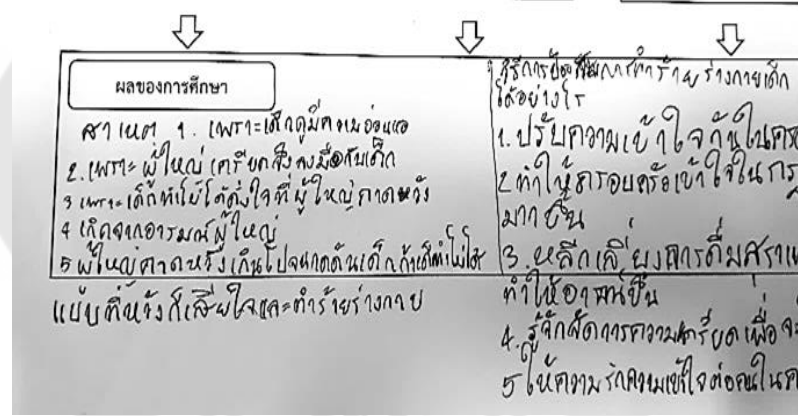 ผลของการศึกษา
สาเหต 1. เพราะเด็กดูมีความอ่อนแอ
2. เพราะ ผู้ใหญ่ เครียดจึงลงมือกับเด็ก
3 เพราะเด็กทำไม่ได้ดั่งใจที่ผู้ใหญ่คาดหวัง
4 เกิดจากอารมณ์ผู้ใหญ่
5 ผู้ใหญ่คาดหวังเกินไปจนกดดันเด็ก ถ้าเด็กทำไม่ได้
แบบที่หวังก็เสียใจและทำร้ายร่างกาย
วิธีการป้องกันการทำร้ายร่างกายเด็ก
ได้อย่างไร
1. ปรับความเข้าใจกันใน
2 ทำให้ครอบครัวเข้าใจใน
มากขึ้น
3. หลีกเลี่ยงการดื่มสรา
ทำให้อารมณ์ขึ้น
4. รู้จักจัดการความเครียดเพื่อ
5 ให้ความรักความเข้าใจต่อคนใน